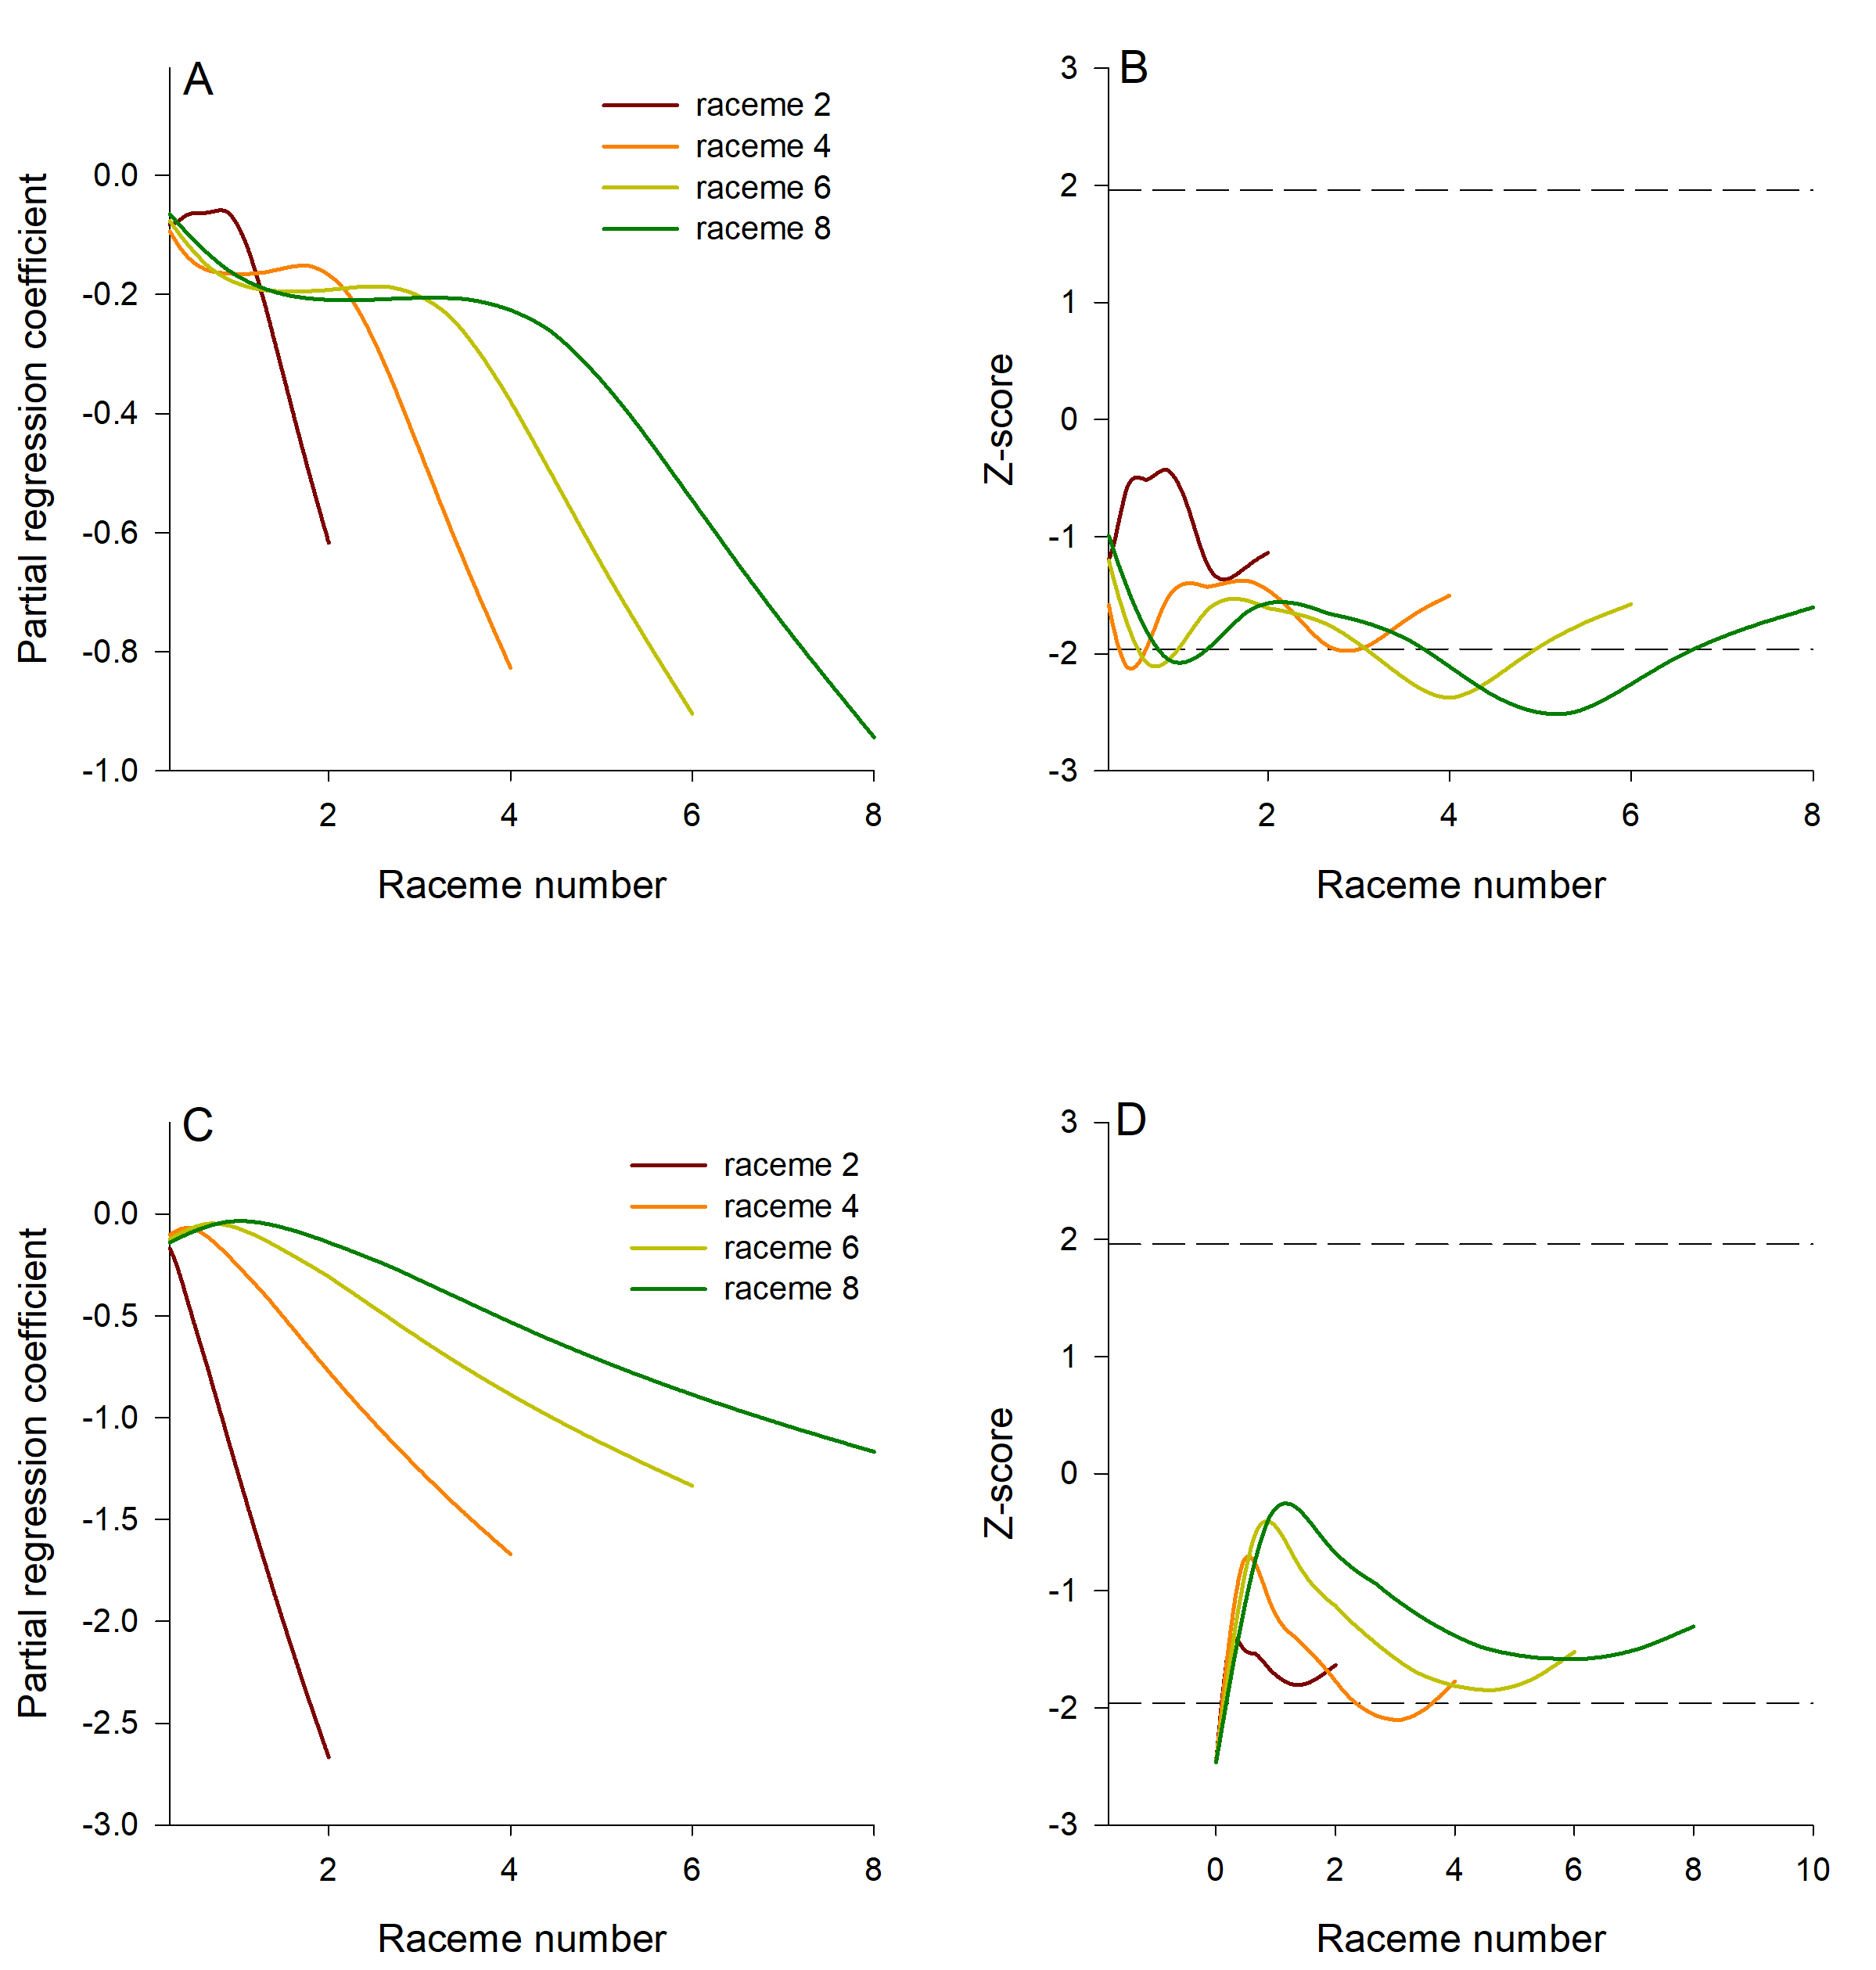 A
raceme 2
raceme 4
raceme 6
raceme 8
0.0
-0.2
-0.4
-0.6
-0.8
-1.0
Partial regression coefficient
2 4 6 8
Raceme number
B
3
2
1
0
-1
-2
-3
Z-score
2 4 6 8
Raceme number
C
raceme 2
raceme 4
raceme 6
raceme 8
0.0
-0.5
-1.0
-1.5
-2.0
-2.5
-3.0
Partial regression coefficient
2 4 6 8
Raceme number
D
3
2
1
0
-1
-2
-3
Z-score
0 2 4 6 8 10
Raceme number